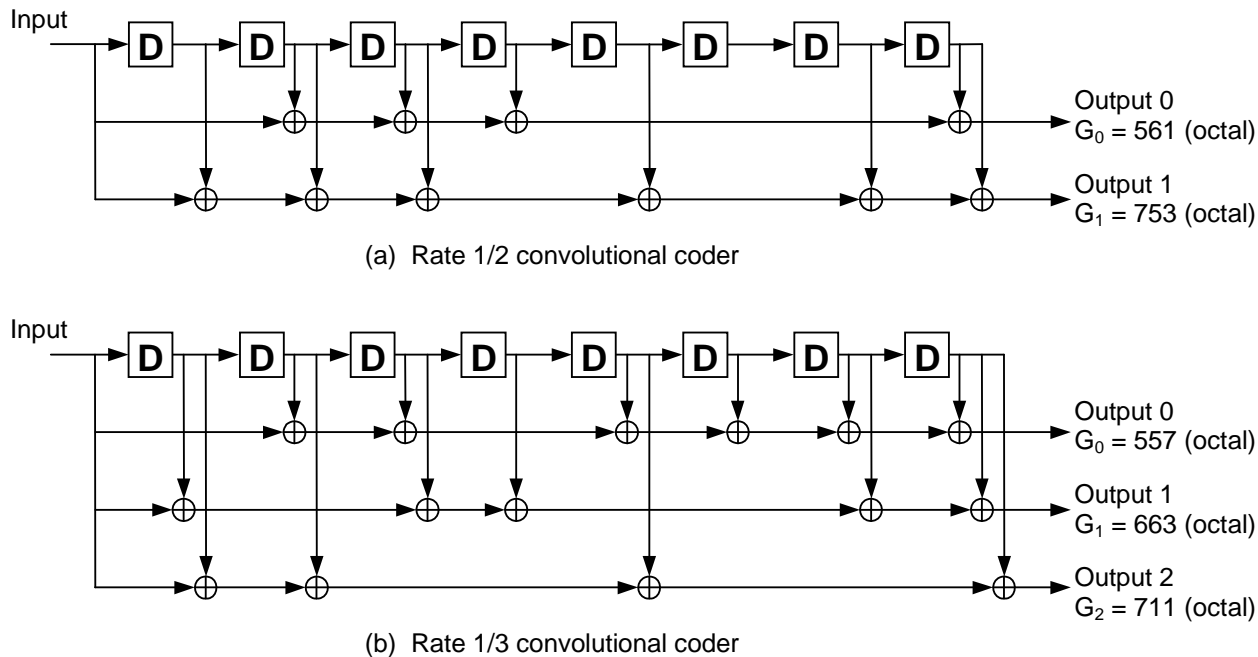 Input
D D D D D D D D
Output 0
G0 = 561 (octal)
Output 1
G1 = 753 (octal)
(a) Rate 1/2 convolutional coder
Input
D D D D D D D D
Output 0
G0 = 557 (octal)
Output 1
G1 = 663 (octal)
Output 2
G2 = 711 (octal)
(b) Rate 1/3 convolutional coder